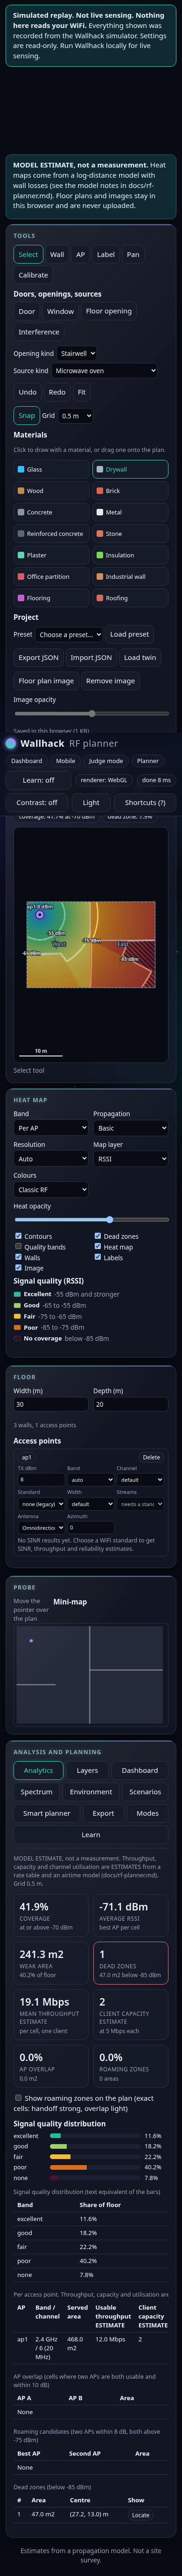 Simulated replay. Not live sensing. Nothing
here reads your WiFi. Everything shown was
recorded from the Wallhack simulator. Settings
are read-only. Run Wallhack locally for live
sensing.
MODEL ESTIMATE, not a measurement. Heat
maps come from a log-distance model with
wall losses (see the model notes in docs/rf-
planner.md). Floor plans and images stay in
this browser and are never uploaded.
TOOLS
Select Wall AP Label Pan
Calibrate
Doors, openings, sources
Door Window Floor opening
Interference
Opening kind Stairwell
Source kind Microwave oven
Undo Redo Fit
Snap Grid 0.5 m
Materials
Click to draw with a material, or drag one onto the plan.
Glass Drywall
Wood Brick
Concrete Metal
Reinforced concrete Stone
Plaster Insulation
Office partition Industrial wall
Flooring Roofing
Project
Preset Choose a preset... Load preset
Export JSON Import JSON Load twin
Floor plan image Remove image
Image opacity
Saved in this browser (1 KB)
Wallhack RF planner
Dashboard Mobile Judge mode Planner
Learn: off renderer: WebGL done 8 ms
Contrast: off Light Shortcuts (?)
coverage: 41.7% at -70 dBm dead zone: 7.9%
ap1 8 dBm
-55 dBm
West
-75 dBm
East
-65 dBm
-85 dBm
10 m
Select tool
HEAT MAP
Band Propagation
Per AP Basic
Resolution Map layer
Auto RSSI
Colours
Classic RF
Heat opacity
Contours Dead zones
Quality bands Heat map
Walls Labels
Image
Signal quality (RSSI)
Excellent -55 dBm and stronger
Good -65 to -55 dBm
Fair -75 to -65 dBm
Poor -85 to -75 dBm
No coverage below -85 dBm
FLOOR
Width (m) Depth (m)
30 20
3 walls, 1 access points
Access points
ap1 Delete
TX dBm Band Channel
8 auto default
Standard Width Streams
none (legacy) default needs a stanc
Antenna Azimuth
Omnidirectio 0
No SINR results yet. Choose a WiFi standard to get
SINR, throughput and reliability estimates.
PROBE
Move the
pointer over
the plan
Mini-map
ANALYSIS AND PLANNING
Analytics Layers Dashboard
Spectrum Environment Scenarios
Smart planner Export Modes
Learn
MODEL ESTIMATE, not a measurement. Throughput,
capacity and channel utilisation are ESTIMATES from a
rate table and an airtime model (docs/rf-planner.md).
Grid 0.5 m.
41.9%
COVERAGE
at or above -70 dBm
-71.1 dBm
AVERAGE RSSI
best AP per cell
241.3 m2
WEAK AREA
40.2% of floor
1
DEAD ZONES
47.0 m2 below -85 dBm
19.1 Mbps
MEAN THROUGHPUT
ESTIMATE
per cell, one client
2
CLIENT CAPACITY
ESTIMATE
at 5 Mbps each
0.0%
AP OVERLAP
0.0 m2
0.0%
ROAMING ZONES
0 areas
Show roaming zones on the plan (exact
cells: handoff strong, overlap light)
Signal quality distribution
excellent 11.6%
good 18.2%
fair 22.2%
poor 40.2%
none 7.8%
Signal quality distribution (text equivalent of the bars)
Band Share of floor
excellent 11.6%
good 18.2%
fair 22.2%
poor 40.2%
none 7.8%
Per access point. Throughput, capacity and utilisation are
AP Band / channel Served area Usable throughput ESTIMATE Client capacity ESTIMATE
ap1 2.4 GHz / 6 (20 MHz) 468.0 m2 12.0 Mbps 2
AP overlap (cells where two APs are both usable and
within 10 dB)
AP A AP B Area
None
Roaming candidates (two APs within 8 dB, both above
-75 dBm)
Best AP Second AP Area
None
Dead zones (below -85 dBm)
# Area Centre Show
1 47.0 m2 (27.2, 13.0) m Locate
Estimates from a propagation model. Not a site
survey.